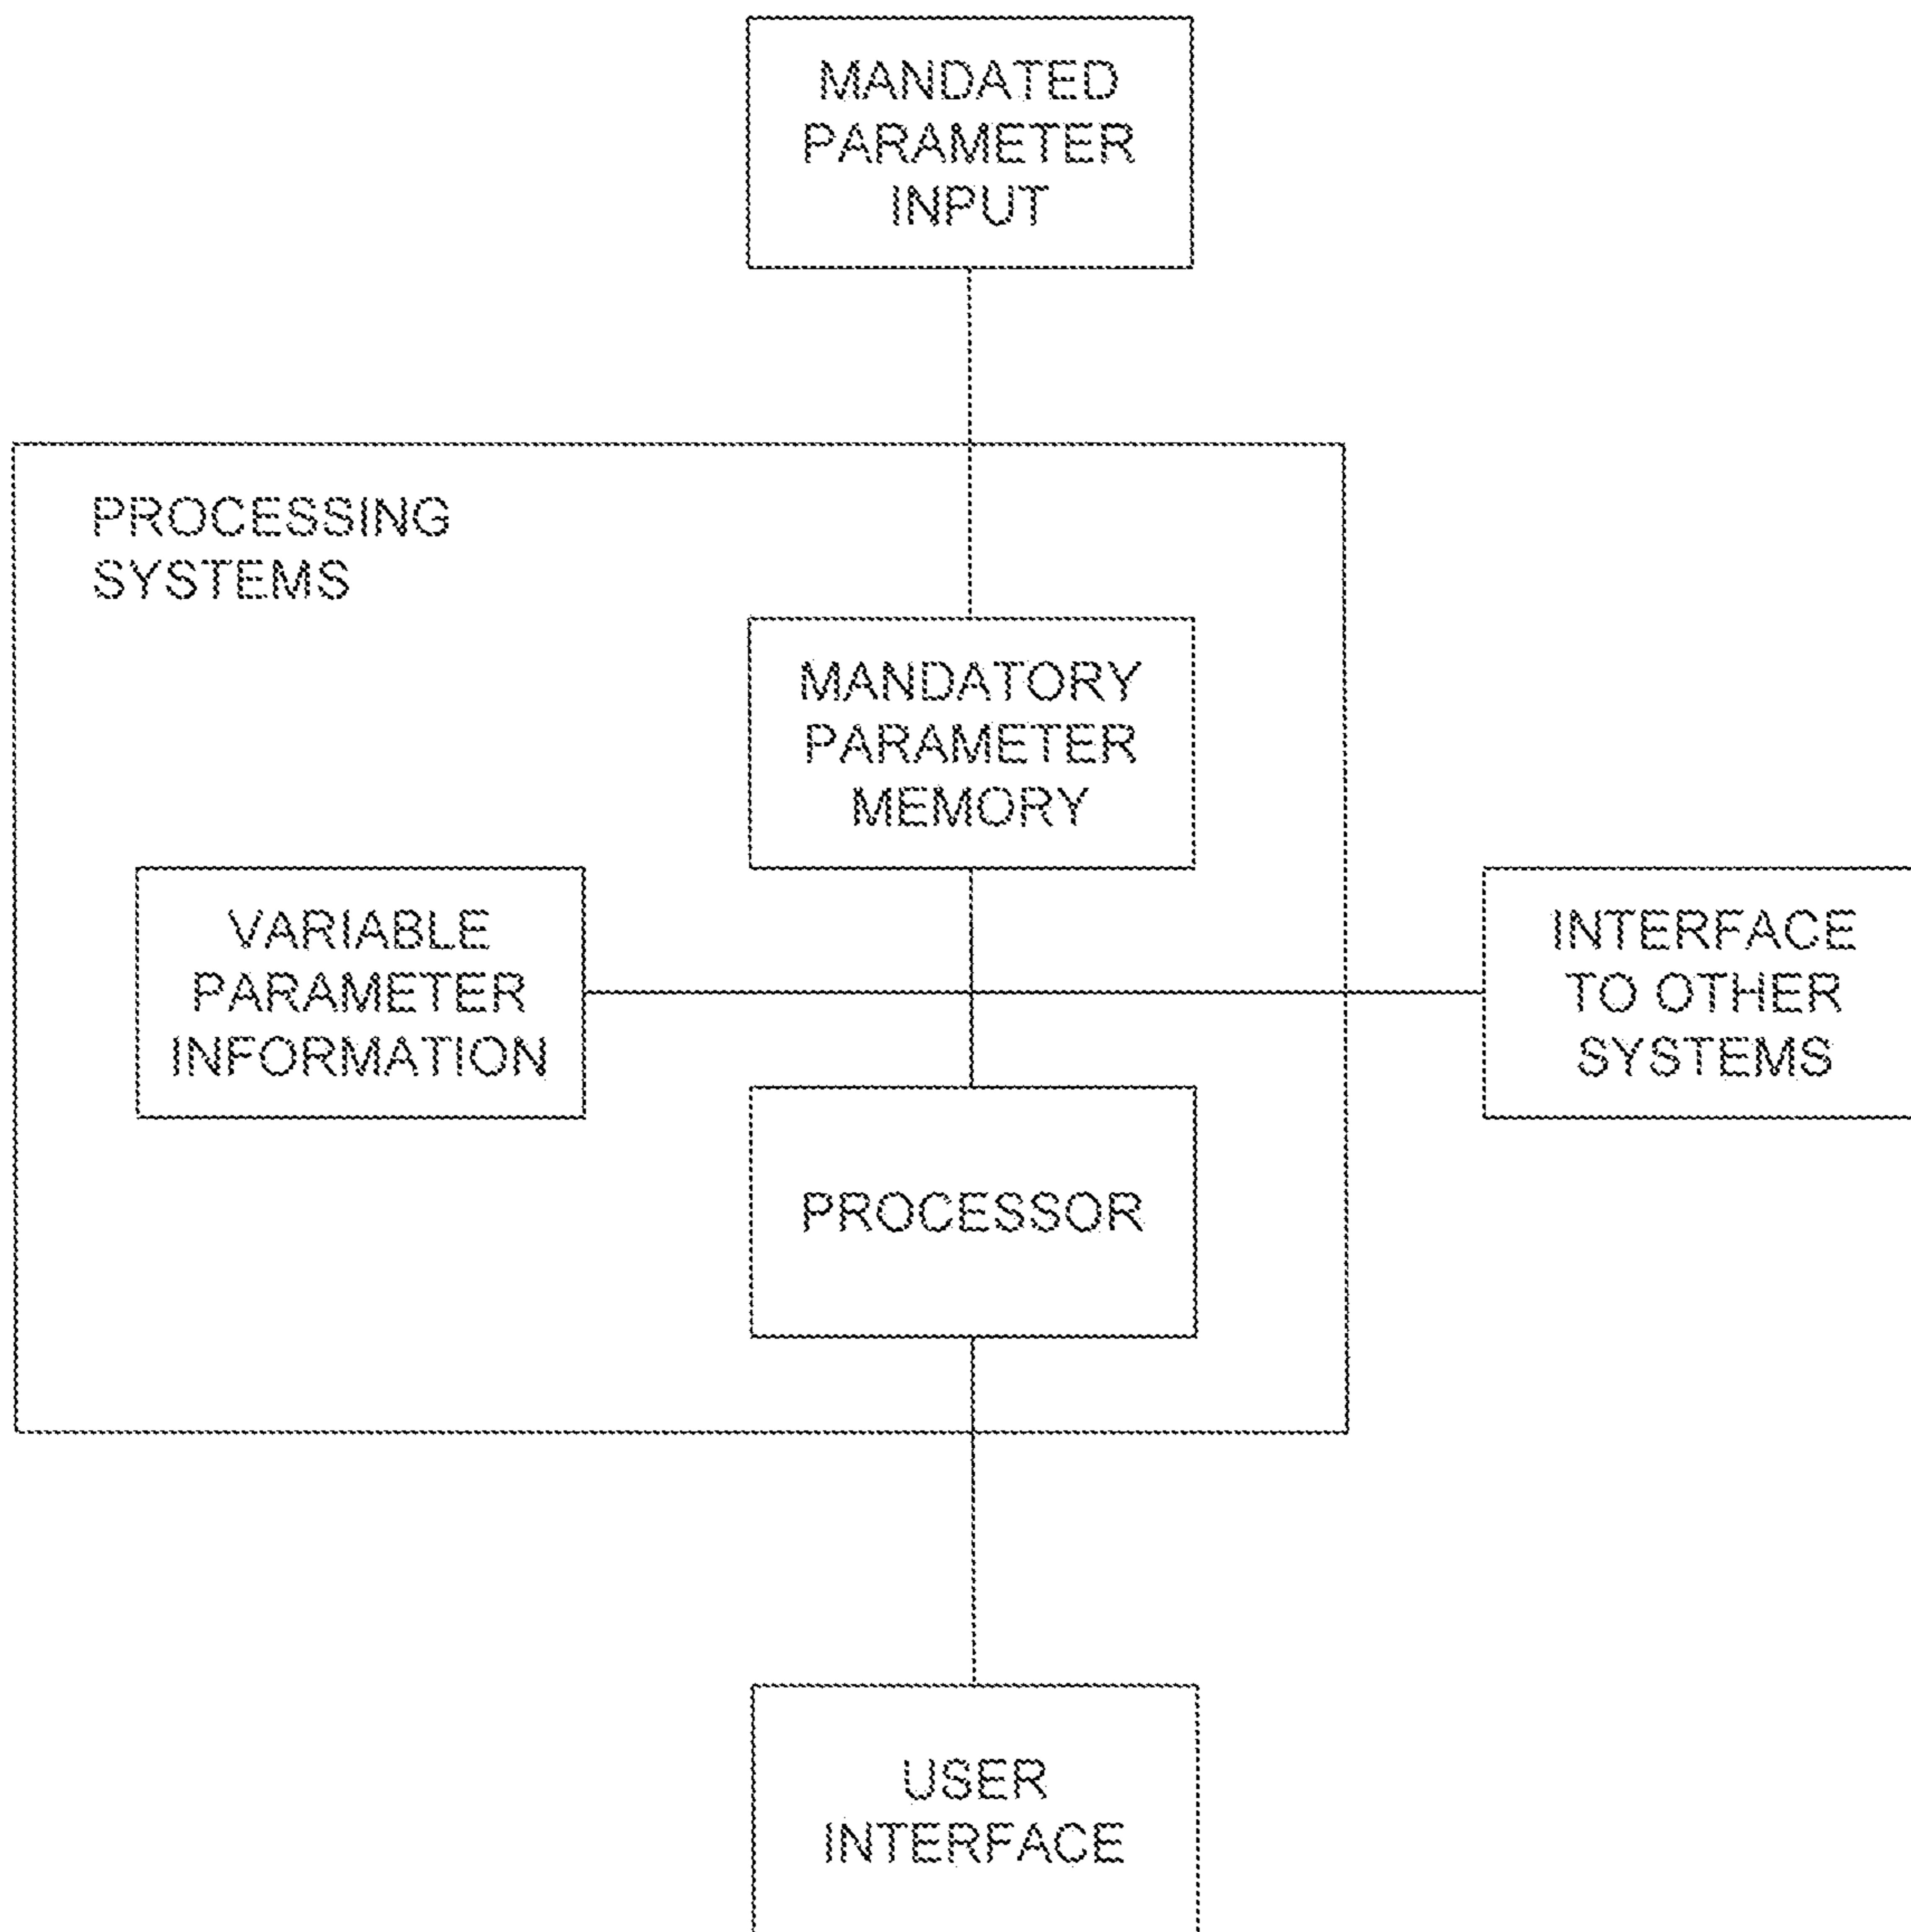 MANDATED
PARAMETER
INPUT
PROCESSING
SYSTEMS
MANDATORY
PARAMETER
MEMORY
VARIABLE
PARAMETER
INFORMATION
INTERFACE
TO OTHER
SYSTEMS
PROCESSOR
USER
INTERFACE